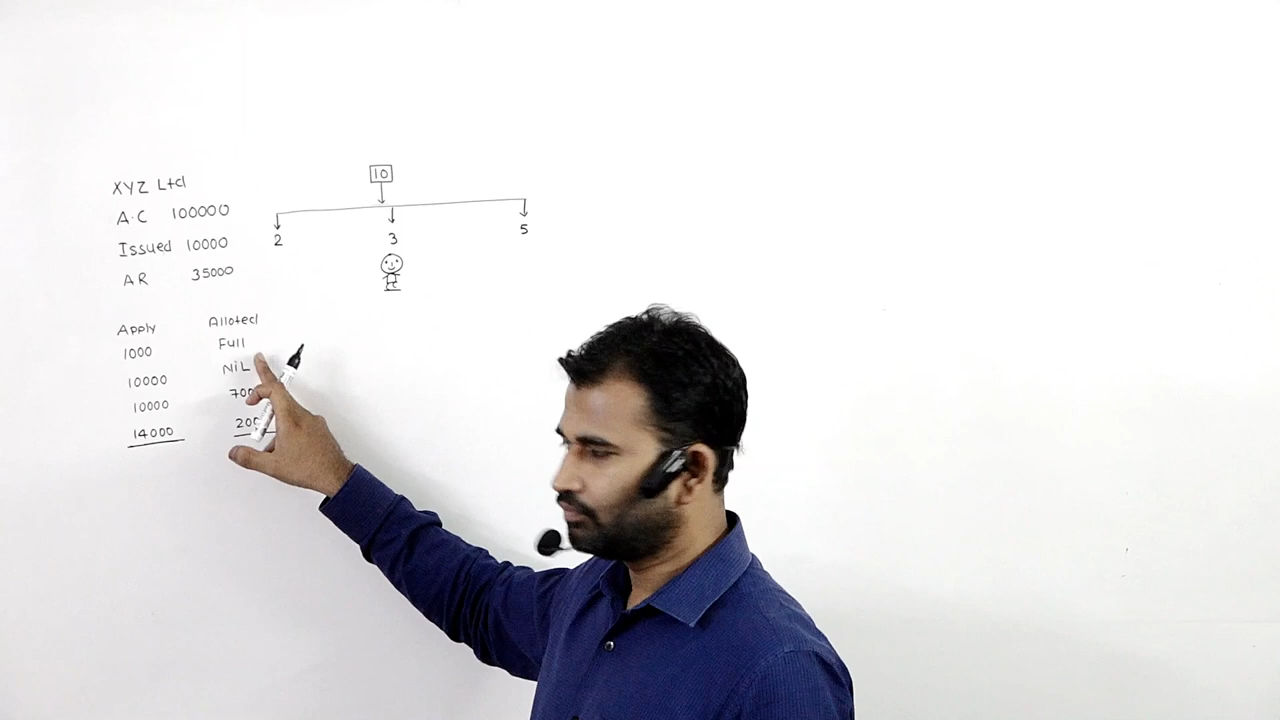 XYZ Ltd
A.C 100000
Issued 10000
AR 35000
10
2 3 5
Apply Alloted
1000 Full
10000 NiL
10000
14000